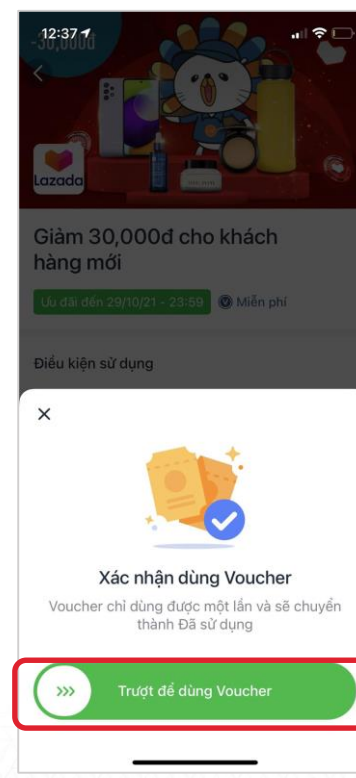 12:37
-30,000đ
Lazada
Giảm 30,000đ cho khách
hàng mới
Ưu đãi đến 29/10/21 - 23:59 Miễn phí
Điều kiện sử dụng
Xác nhận dùng Voucher
Voucher chỉ dùng được một lần và sẽ chuyển
thành Đã sử dụng
Trượt để dùng Voucher